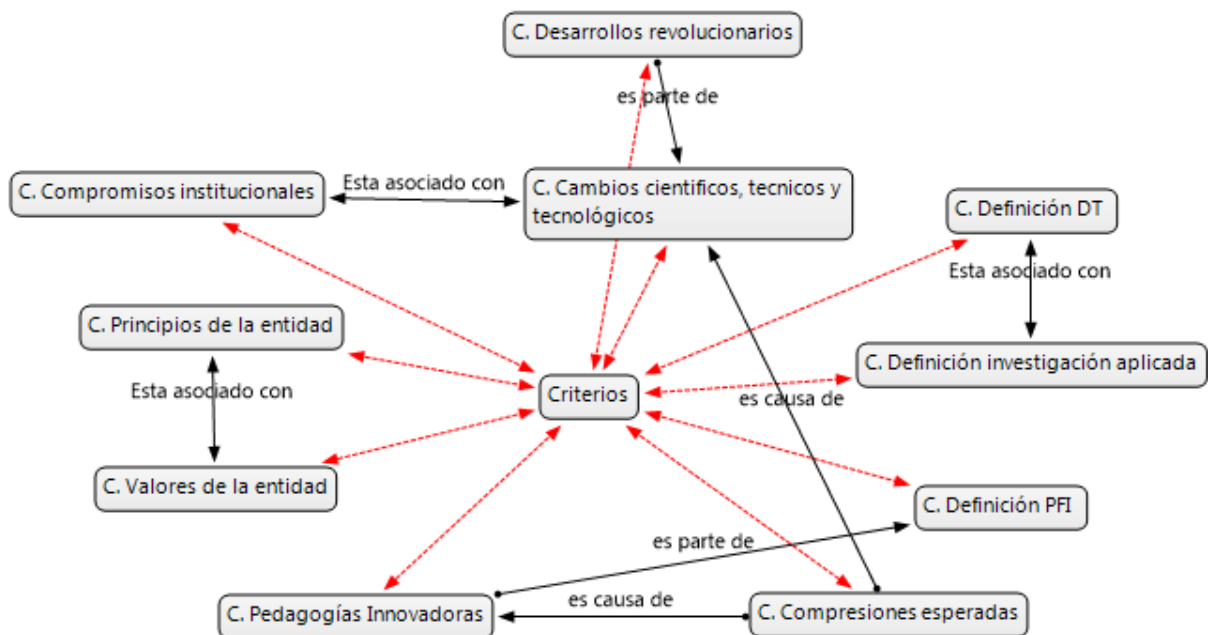 C. Desarrollos revolucionarios
es parte de
C. Compromisos institucionales
Esta asociado con
C. Cambios cientificos, tecnicos y
tecnológicos
C. Definición DT
Esta asociado con
C. Principios de la entidad
Esta asociado con
C. Definición investigación aplicada
Criterios
es causa de
C. Valores de la entidad
C. Definición PFI
es parte de
C. Pedagogías Innovadoras
es causa de
C. Compresiones esperadas